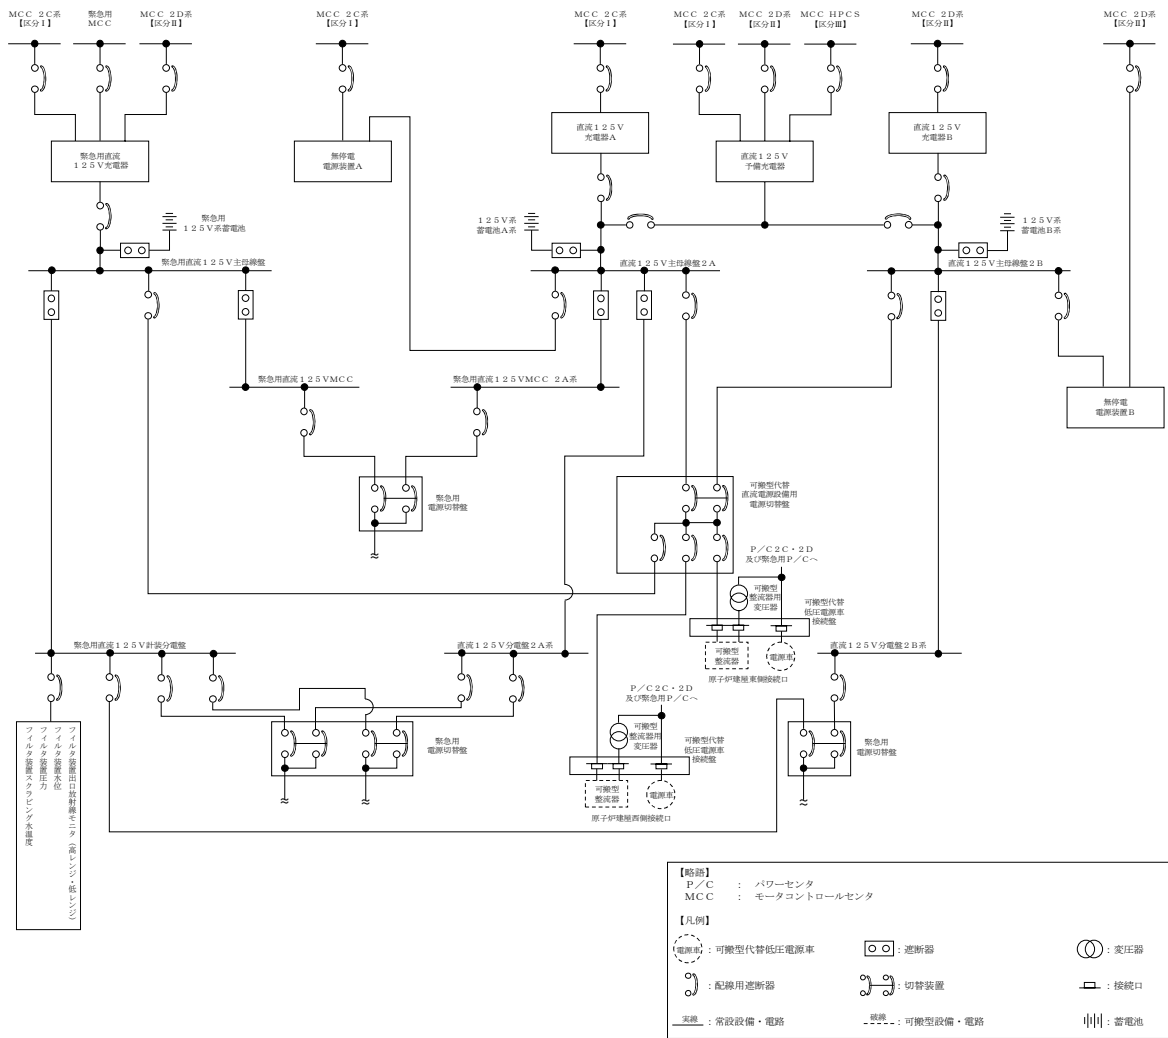 MCC 2C系
【区分Ⅰ】
緊急用
MCC
MCC 2D系
【区分Ⅱ】
MCC 2C系
【区分Ⅰ】
MCC 2C系
【区分Ⅰ】
MCC 2C系
【区分Ⅰ】
MCC 2D系
【区分Ⅱ】
MCC HPCS
【区分Ⅲ】
MCC 2D系
【区分Ⅱ】
MCC 2D系
【区分Ⅱ】
緊急用直流
125V充電器
無停電
電源装置A
直流125V
充電器A
直流125V
予備充電器
直流125V
充電器B
緊急用
125V系蓄電池
125V系
蓄電池A系
125V系
蓄電池B系
緊急用直流125V主母線盤
直流125V主母線盤2A
直流125V主母線盤2B
緊急用直流125VMCC
緊急用直流125VMCC 2A系
無停電
電源装置B
緊急用
電源切替盤
可搬型代替
直流電源設備用
電源切替盤
P/C2C・2D
及び緊急用P/Cへ
可搬型
整流器用
変圧器
可搬型代替
低圧電源車
接続盤
可搬型
整流器
電源車
原子炉建屋東側接続口
緊急用直流125V計装分電盤
直流125V分電盤2A系
直流125V分電盤2B系
緊急用
電源切替盤
P/C2C・2D
及び緊急用P/Cへ
可搬型
整流器用
変圧器
可搬型代替
低圧電源車
接続盤
可搬型
整流器
電源車
原子炉建屋西側接続口
緊急用
電源切替盤
フィルタ装置出口放射線モニタ（高レンジ・低レンジ）
フィルタ装置水位
フィルタ装置圧力
フィルタ装置スクラビング水温度
【略語】
P/C : パワーセンタ
MCC : モータコントロールセンタ
【凡例】
電源車 : 可搬型代替低圧電源車
: 遮断器
: 変圧器
: 配線用遮断器
: 切替装置
: 接続口
実線 : 常設設備・電路
破線 : 可搬型設備・電路
: 蓄電池